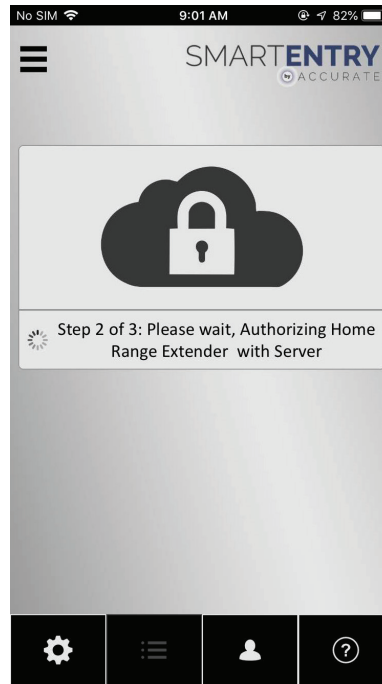 No SIM 9:01 AM 82%
SMARTENTRY
by ACCURATE
Step 2 of 3: Please wait, Authorizing Home
Range Extender with Server
?